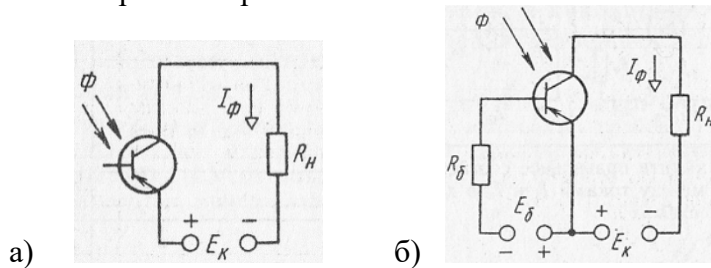 Ф
I_Ф
R_Н
+ −
E_К
а)
Ф
I_Ф
R_Н
R_б
E_б
− +
+ −
E_К
б)